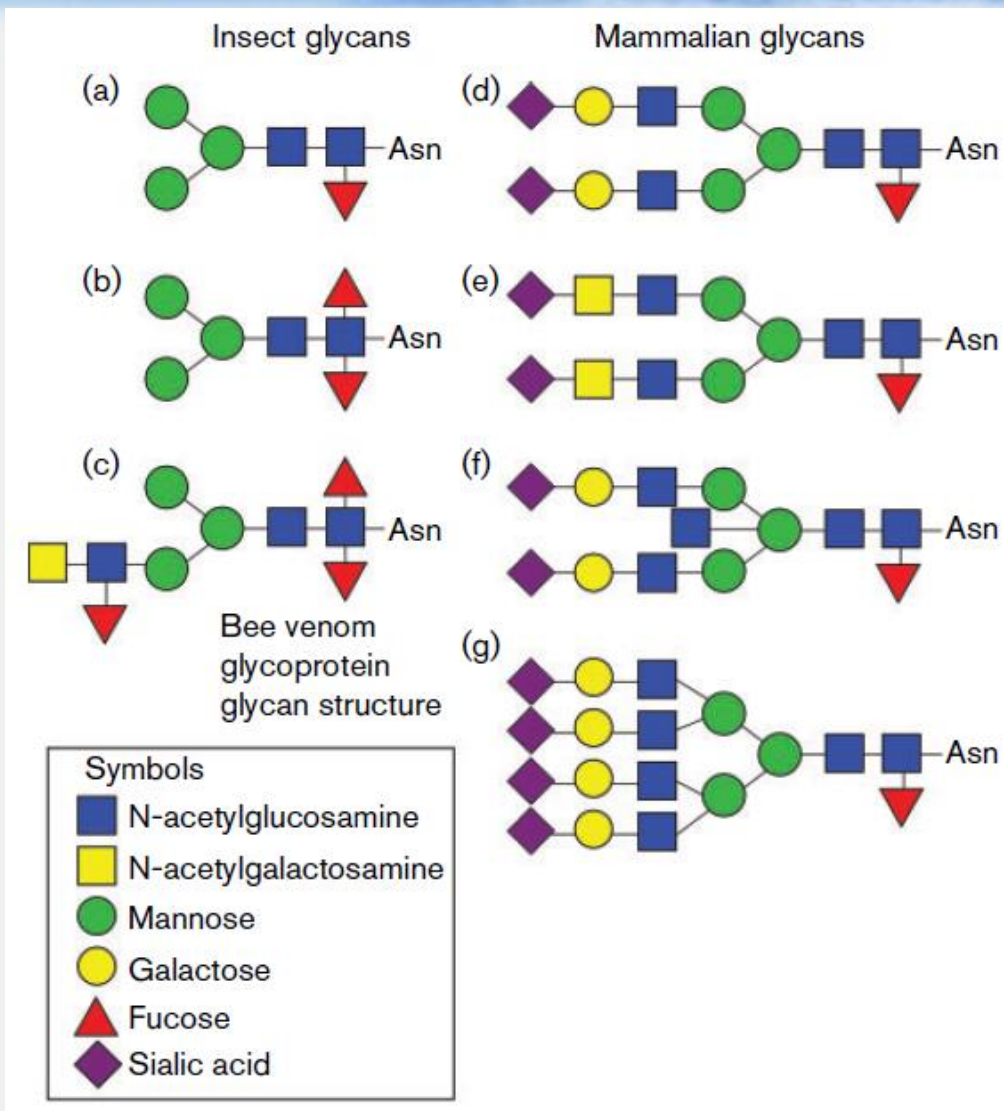 Insect glycans
Mammalian glycans
(a)
Asn
(b)
Asn
(c)
Asn
Bee venom
glycoprotein
glycan structure
(d)
Asn
(e)
Asn
(f)
Asn
(g)
Asn
Symbols
N-acetylglucosamine
N-acetylgalactosamine
Mannose
Galactose
Fucose
Sialic acid